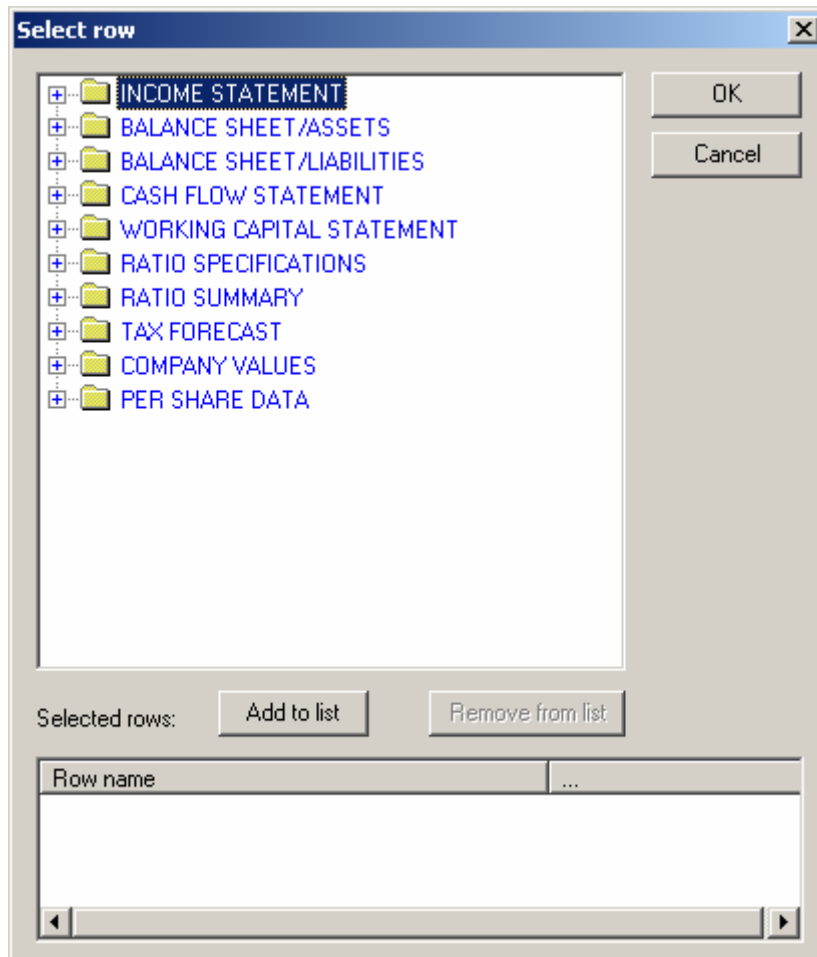 Select row
INCOME STATEMENT
BALANCE SHEET/ASSETS
BALANCE SHEET/LIABILITIES
CASH FLOW STATEMENT
WORKING CAPITAL STATEMENT
RATIO SPECIFICATIONS
RATIO SUMMARY
TAX FORECAST
COMPANY VALUES
PER SHARE DATA
OK
Cancel
Selected rows: Add to list Remove from list
Row name ...